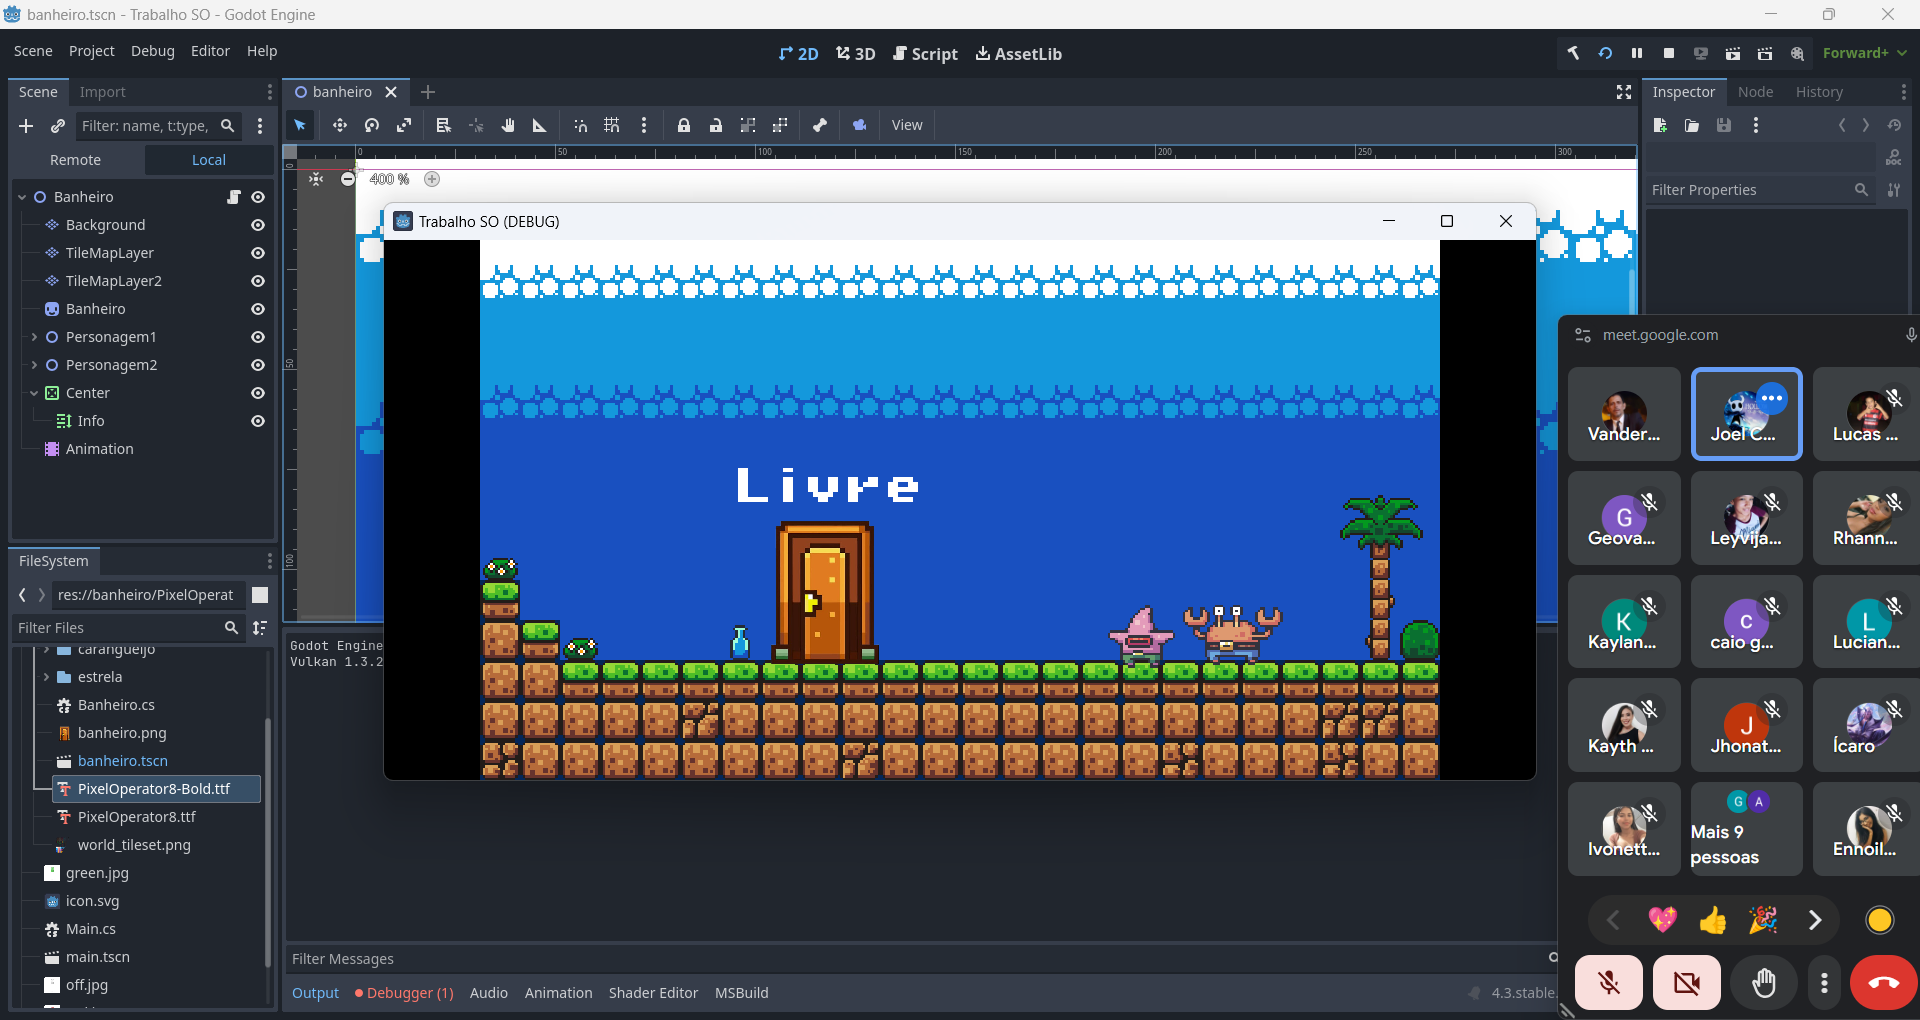 banheiro.tscn - Trabalho SO - Godot Engine
Scene Project Debug Editor Help
2D 3D Script AssetLib
Forward+
Scene Import
Filter: name, t:type,
Remote Local
Banheiro
Background
TileMapLayer
TileMapLayer2
Banheiro
Personagem1
Personagem2
Center
Info
Animation
FileSystem
res://banheiro/PixelOperat
Filter Files
carangueijo
estrela
Banheiro.cs
banheiro.png
banheiro.tscn
PixelOperator8-Bold.ttf
PixelOperator8.ttf
world_tileset.png
green.jpg
icon.svg
Main.cs
main.tscn
off.jpg
banheiro
View
0 50 100 150 200 250 300
0
50
100
400 %
Trabalho SO (DEBUG)
Livre
Godot Engine
Vulkan 1.3.2
Filter Messages
Output Debugger (1) Audio Animation Shader Editor MSBuild
4.3.stable.
Inspector Node History
DOC
Filter Properties
meet.google.com
Vander...
Joel C...
Lucas ...
G
Geova...
Leyvija...
Rhann...
K
Kaylan...
c
caio g...
L
Lucian...
Kayth ...
J
Jhonat...
Ícaro
Ivonett...
G A
Mais 9
pessoas
Ennoil...